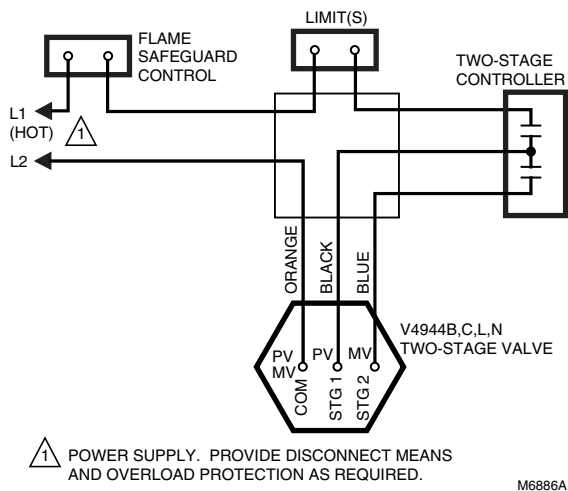 FLAME
SAFEGUARD
CONTROL
LIMIT(S)
TWO-STAGE
CONTROLLER
L1
(HOT)
1
L2
ORANGE
BLACK
BLUE
V4944B,C,L,N
TWO-STAGE VALVE
PV
MV
PV
MV
COM
STG 1
STG 2
1 POWER SUPPLY. PROVIDE DISCONNECT MEANS
AND OVERLOAD PROTECTION AS REQUIRED.
M6886A